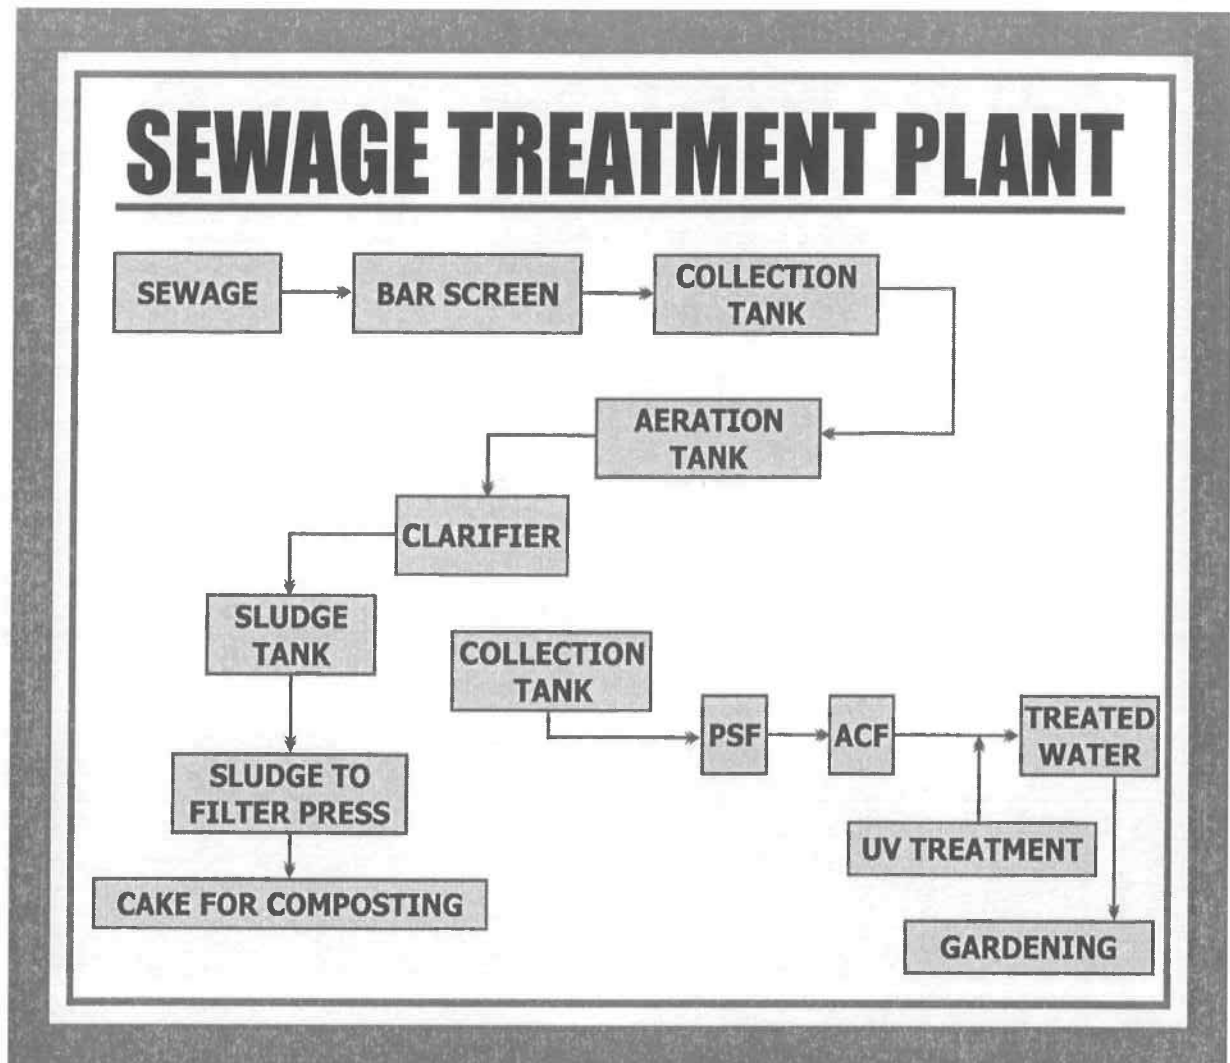 SEWAGE TREATMENT PLANT
SEWAGE
BAR SCREEN
COLLECTION
TANK
AERATION
TANK
CLARIFIER
SLUDGE
TANK
COLLECTION
TANK
PSF
ACF
TREATED
WATER
SLUDGE TO
FILTER PRESS
UV TREATMENT
CAKE FOR COMPOSTING
GARDENING